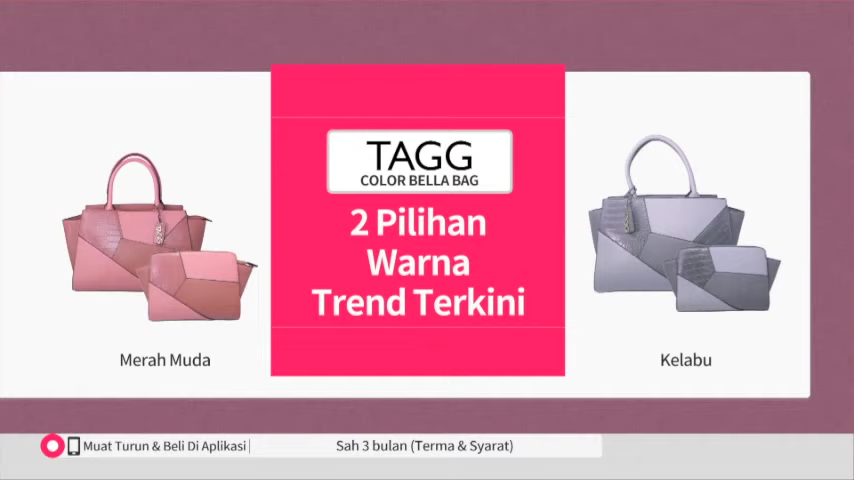 TAGG
COLOR BELLA BAG
2 Pilihan
Warna
Trend Terkini
Merah Muda
Kelabu
Muat Turun & Beli Di Aplikasi
Sah 3 bulan (Terma & Syarat)